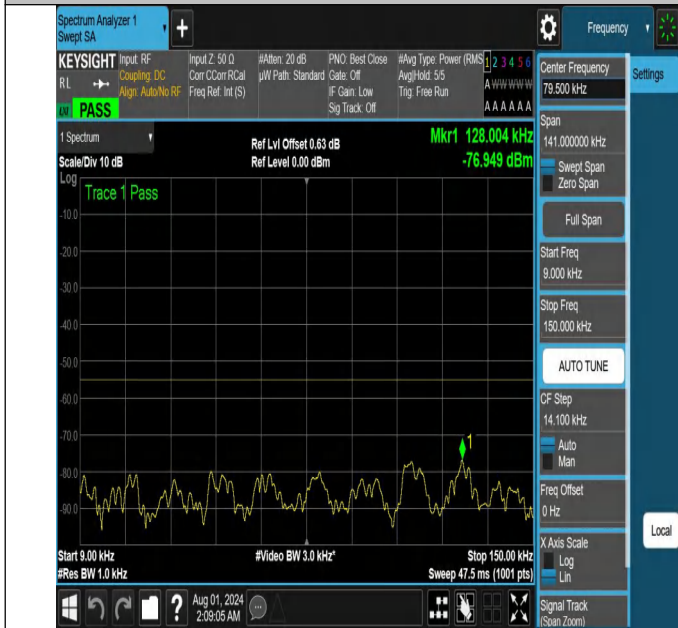 Spectrum Analyzer 1
Swept SA
+
Frequency
KEYSIGHT
RL
LXI PASS
Input: RF
Coupling: DC
Align: Auto/No RF
Input Z: 50 Ω
Corr CCorr RCal
Freq Ref: Int (S)
#Atten: 20 dB
µW Path: Standard
PNO: Best Close
Gate: Off
IF Gain: Low
Sig Track: Off
#Avg Type: Power (RMS
Avg|Hold: 5/5
Trig: Free Run
1 2 3 4 5 6
A W W W W W
A A A A A A
1 Spectrum
Scale/Div 10 dB
Ref Lvl Offset 0.63 dB
Ref Level 0.00 dBm
Mkr1 128.004 kHz
-76.949 dBm
Log
Trace 1 Pass
-10.0
-20.0
-30.0
-40.0
-50.0
-60.0
-70.0
-80.0
-90.0
1
Start 9.00 kHz
#Res BW 1.0 kHz
#Video BW 3.0 kHz*
Stop 150.00 kHz
Sweep 47.5 ms (1001 pts)
?
Aug 01, 2024
2:09:05 AM
Center Frequency
79.500 kHz
Settings
Span
141.000000 kHz
Swept Span
Zero Span
Full Span
Start Freq
9.000 kHz
Stop Freq
150.000 kHz
AUTO TUNE
CF Step
14.100 kHz
Auto
Man
Freq Offset
0 Hz
Local
X Axis Scale
Log
Lin
Signal Track
(Span Zoom)